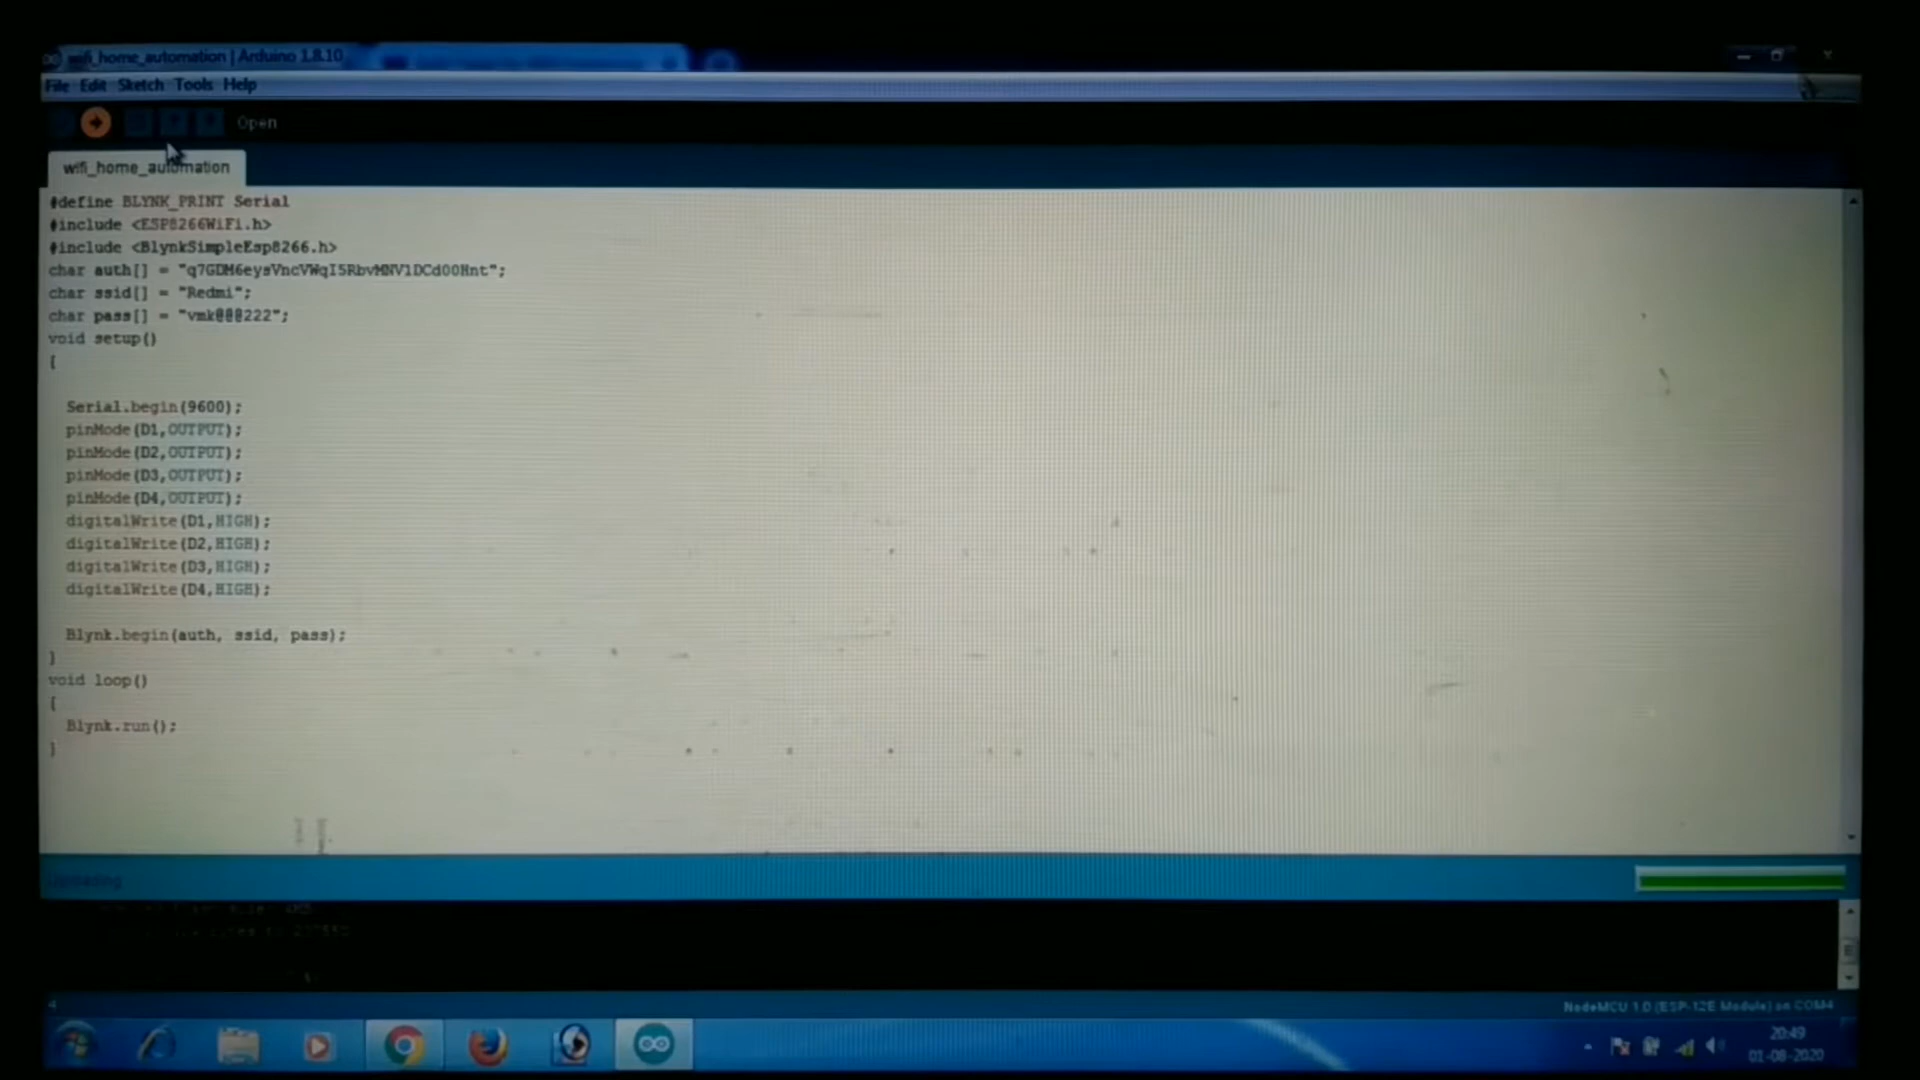 wifi_home_automation | Arduino 1.8.10
File Edit Sketch Tools Help
Open
wifi_home_automation
#define BLYNK_PRINT Serial
#include <ESP8266WiFi.h>
#include <BlynkSimpleEsp8266.h>
char auth[] = "q7GDM6eysVncVWqI5RbvMNV1DCd00Hnt";
char ssid[] = "Redmi";
char pass[] = "vmk@@@222";
void setup()
{
Serial.begin(9600);
pinMode(D1,OUTPUT);
pinMode(D2,OUTPUT);
pinMode(D3,OUTPUT);
pinMode(D4,OUTPUT);
digitalWrite(D1,HIGH);
digitalWrite(D2,HIGH);
digitalWrite(D3,HIGH);
digitalWrite(D4,HIGH);
Blynk.begin(auth, ssid, pass);
}
void loop()
{
Blynk.run();
}
Uploading...
4
NodeMCU 1.0 (ESP-12E Module) on COM4
20:49
01-08-2020